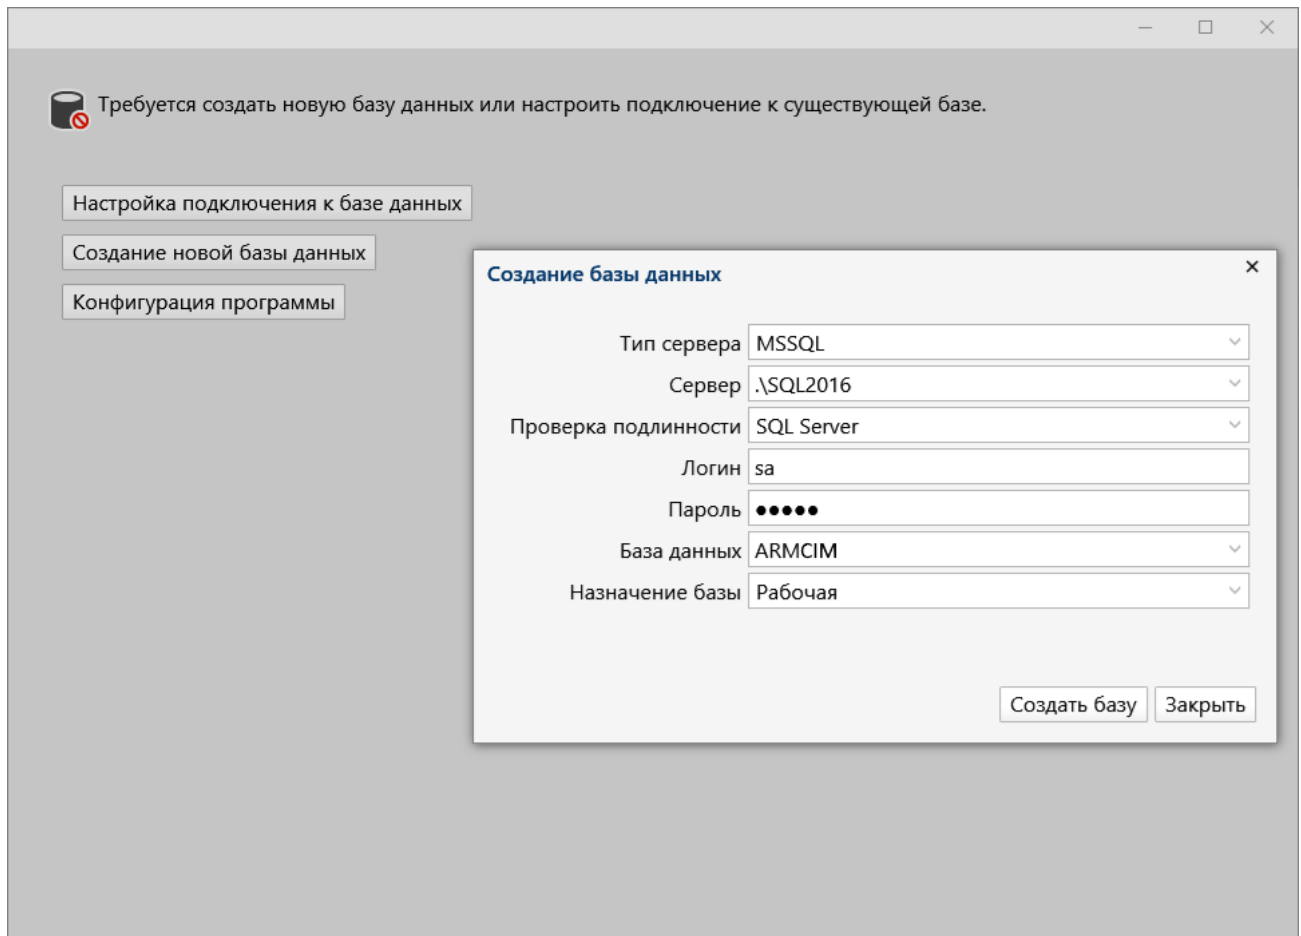 Требуется создать новую базу данных или настроить подключение к существующей базе.
Настройка подключения к базе данных
Создание новой базы данных
Конфигурация программы
Создание базы данных
Тип сервера MSSQL
Сервер .\SQL2016
Проверка подлинности SQL Server
Логин sa
Пароль •••••
База данных ARMCIM
Назначение базы Рабочая
Создать базу Закрыть